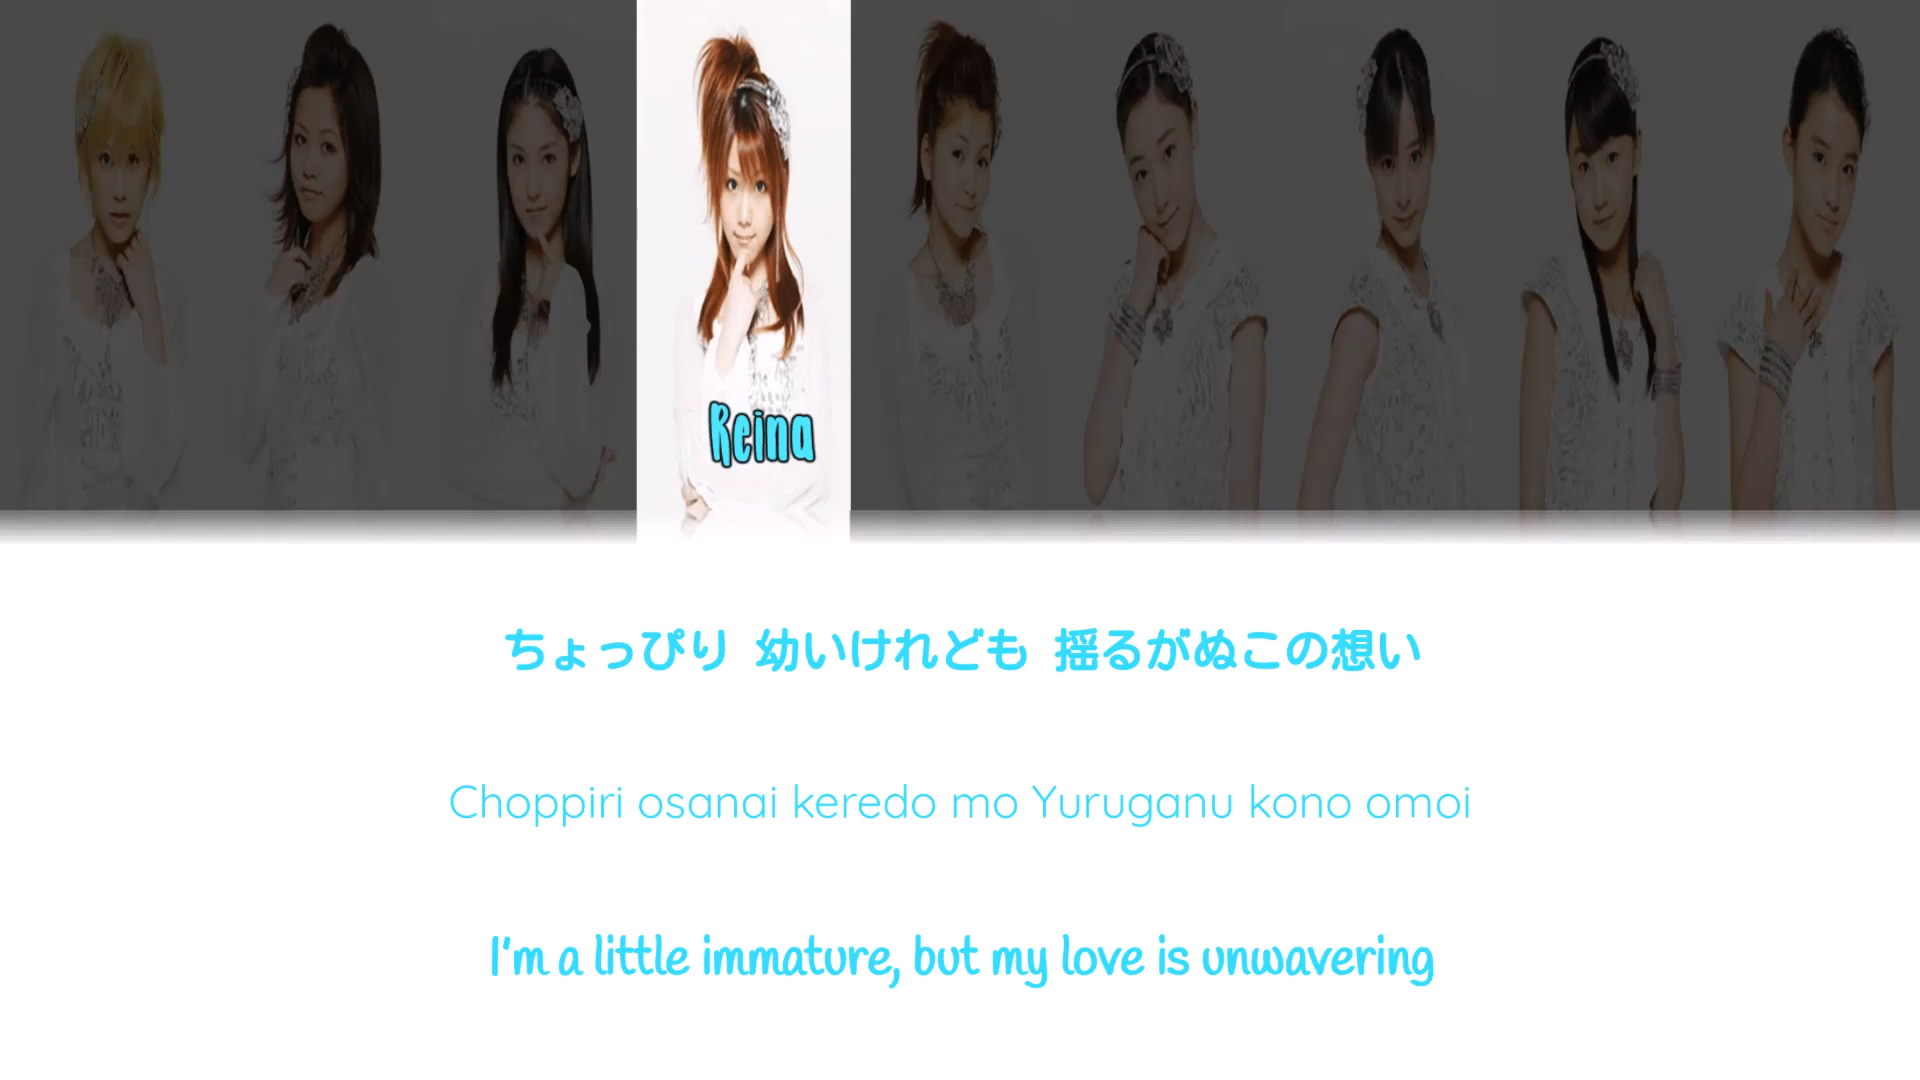 Reina
ちょっぴり 幼いけれども 揺るがぬこの想い
Choppiri osanai keredo mo Yuruganu kono omoi
I'm a little immature, but my love is unwavering